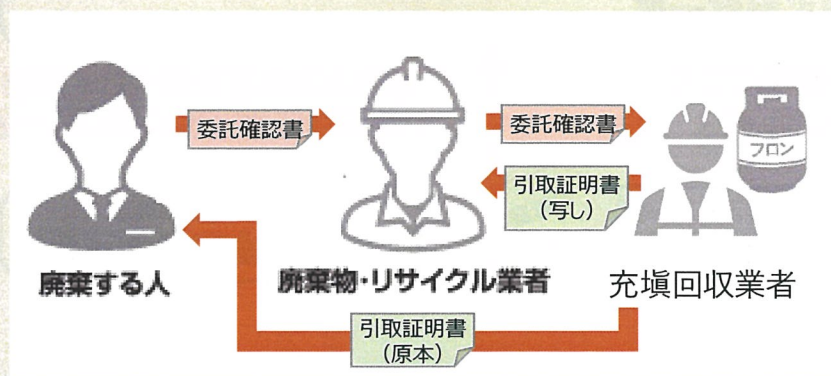 委託確認書
委託確認書
フロン
引取証明書
(写し)
廃棄する人
廃棄物・リサイクル業者
充塡回収業者
引取証明書
(原本)